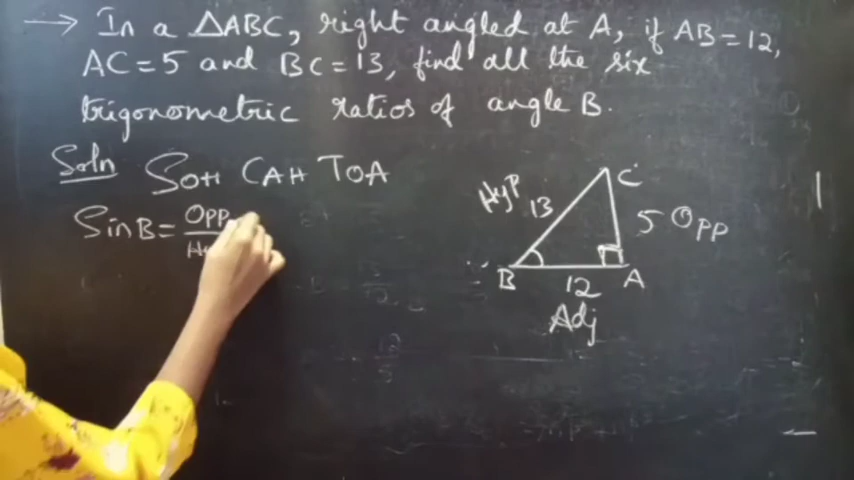 → In a △ABC, right angled at A, if AB=12,
AC=5 and BC=13, find all the six
trigonometric ratios of angle B.
Soln SOH CAH TOA
Sin B = Opp
Hyp
13
C
5 Opp
B
12
A
Adj